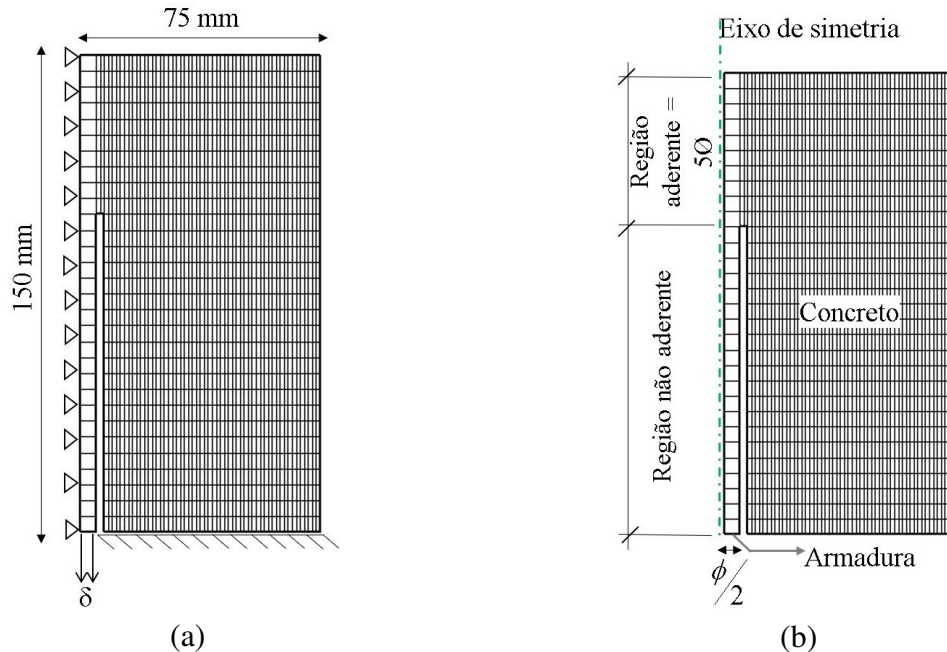 75 mm
150 mm
δ
(a)
Eixo de simetria
Região
aderente =
5Ø
Região não aderente
Concreto
Armadura
ϕ/2
(b)